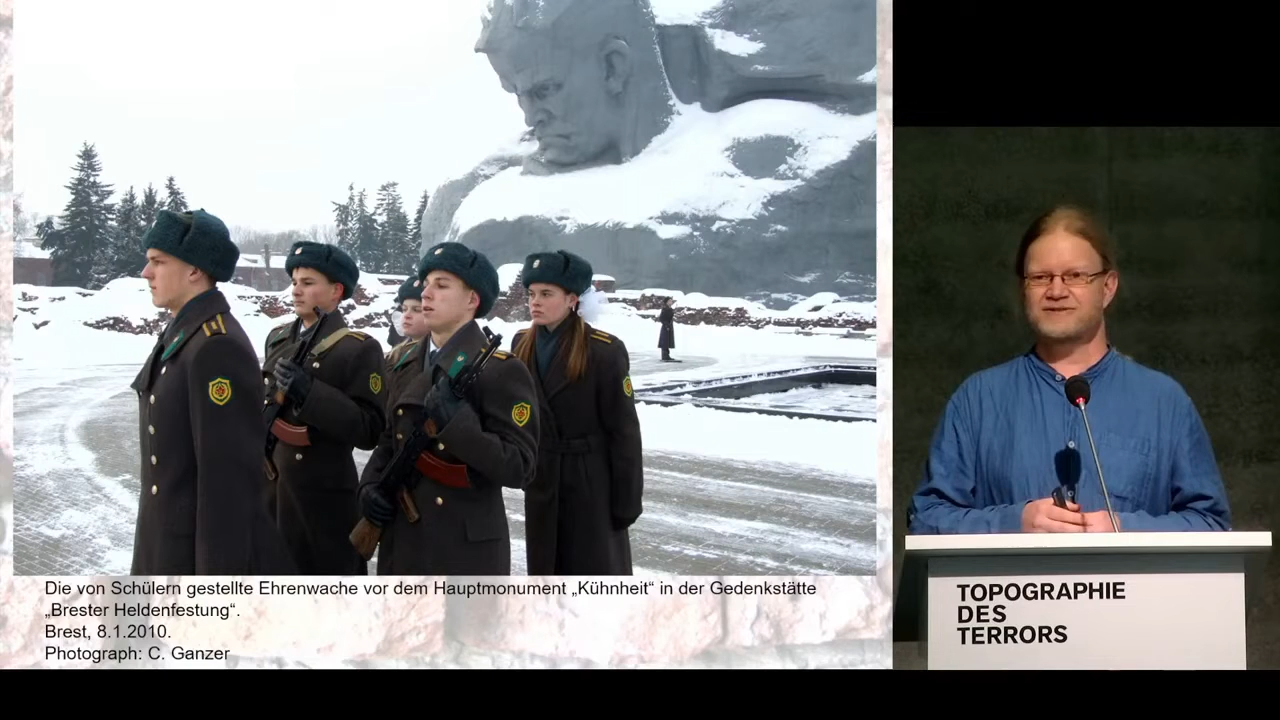 Die von Schülern gestellte Ehrenwache vor dem Hauptmonument „Kühnheit“ in der Gedenkstätte
„Brester Heldenfestung“.
Brest, 8.1.2010.
Photograph: C. Ganzer
TOPOGRAPHIE
DES
TERRORS